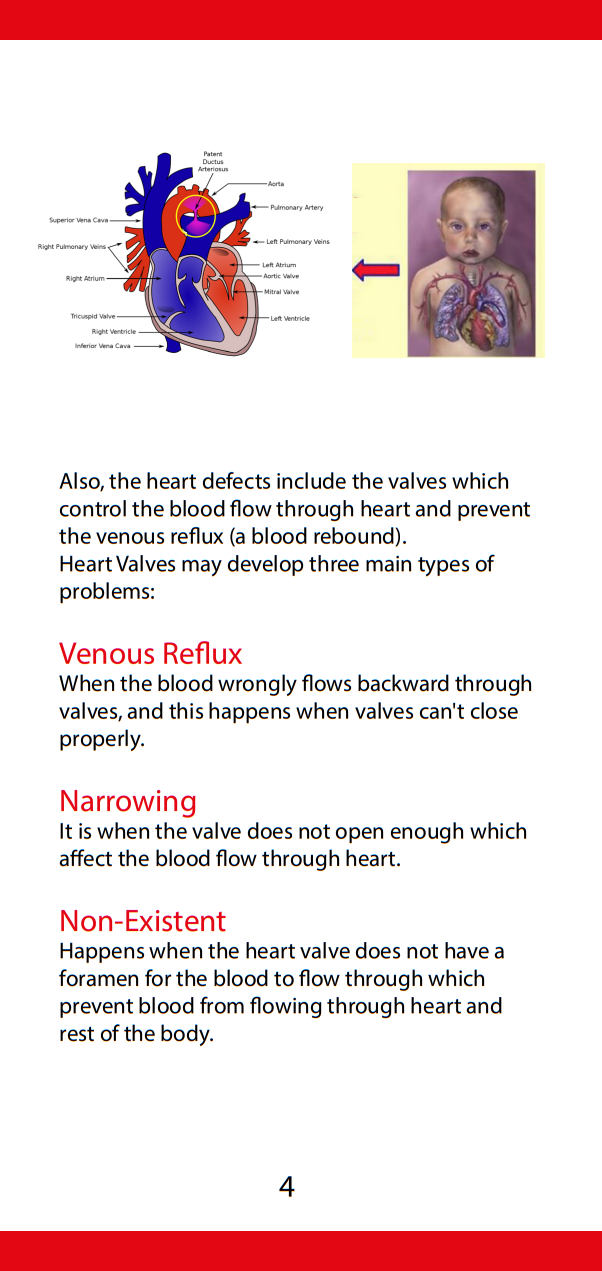 Patent
Ductus
Arteriosus
Aorta
Pulmonary Artery
Superior Vena Cava
Left Pulmonary Veins
Right Pulmonary Veins
Left Atrium
Aortic Valve
Right Atrium
Mitral Valve
Tricuspid Valve
Left Ventricle
Right Ventricle
Inferior Vena Cava
Also, the heart defects include the valves which
control the blood flow through heart and prevent
the venous reflux (a blood rebound).
Heart Valves may develop three main types of
problems:
Venous Reflux
When the blood wrongly flows backward through
valves, and this happens when valves can't close
properly.
Narrowing
It is when the valve does not open enough which
affect the blood flow through heart.
Non-Existent
Happens when the heart valve does not have a
foramen for the blood to flow through which
prevent blood from flowing through heart and
rest of the body.
4